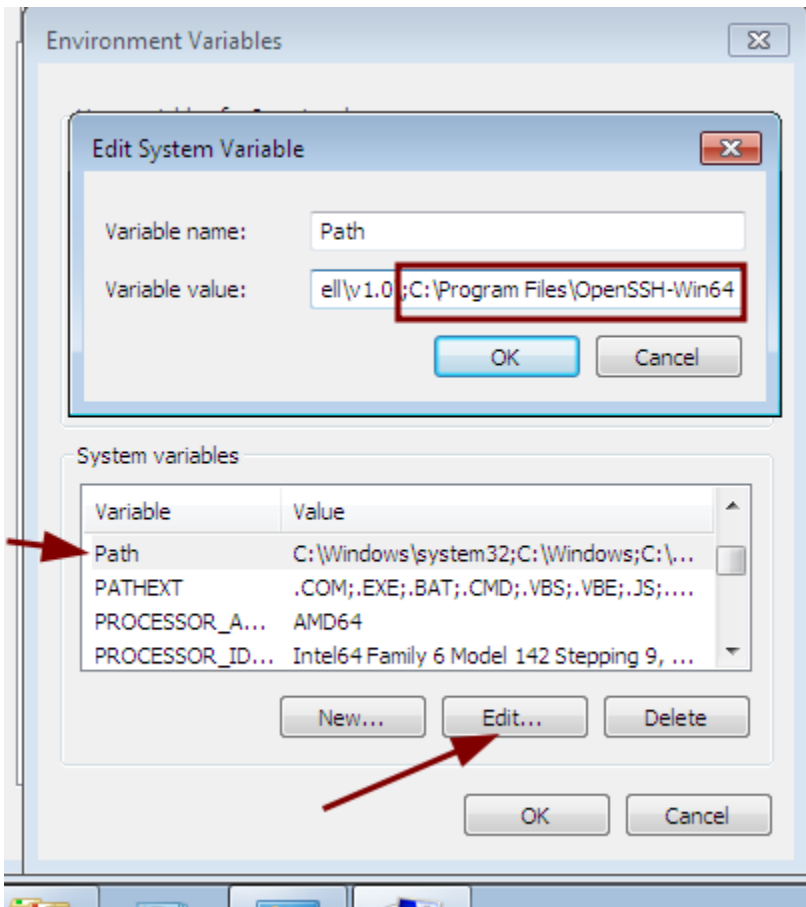 Environment Variables
Edit System Variable
Variable name: Path
Variable value: ell\v1.0;C:\Program Files\OpenSSH-Win64
OK Cancel
System variables
Variable Value
Path C:\Windows\system32;C:\Windows;C:\...
PATHEXT .COM;.EXE;.BAT;.CMD;.VBS;.VBE;.JS;....
PROCESSOR_A... AMD64
PROCESSOR_ID... Intel64 Family 6 Model 142 Stepping 9, ...
New... Edit... Delete
OK Cancel